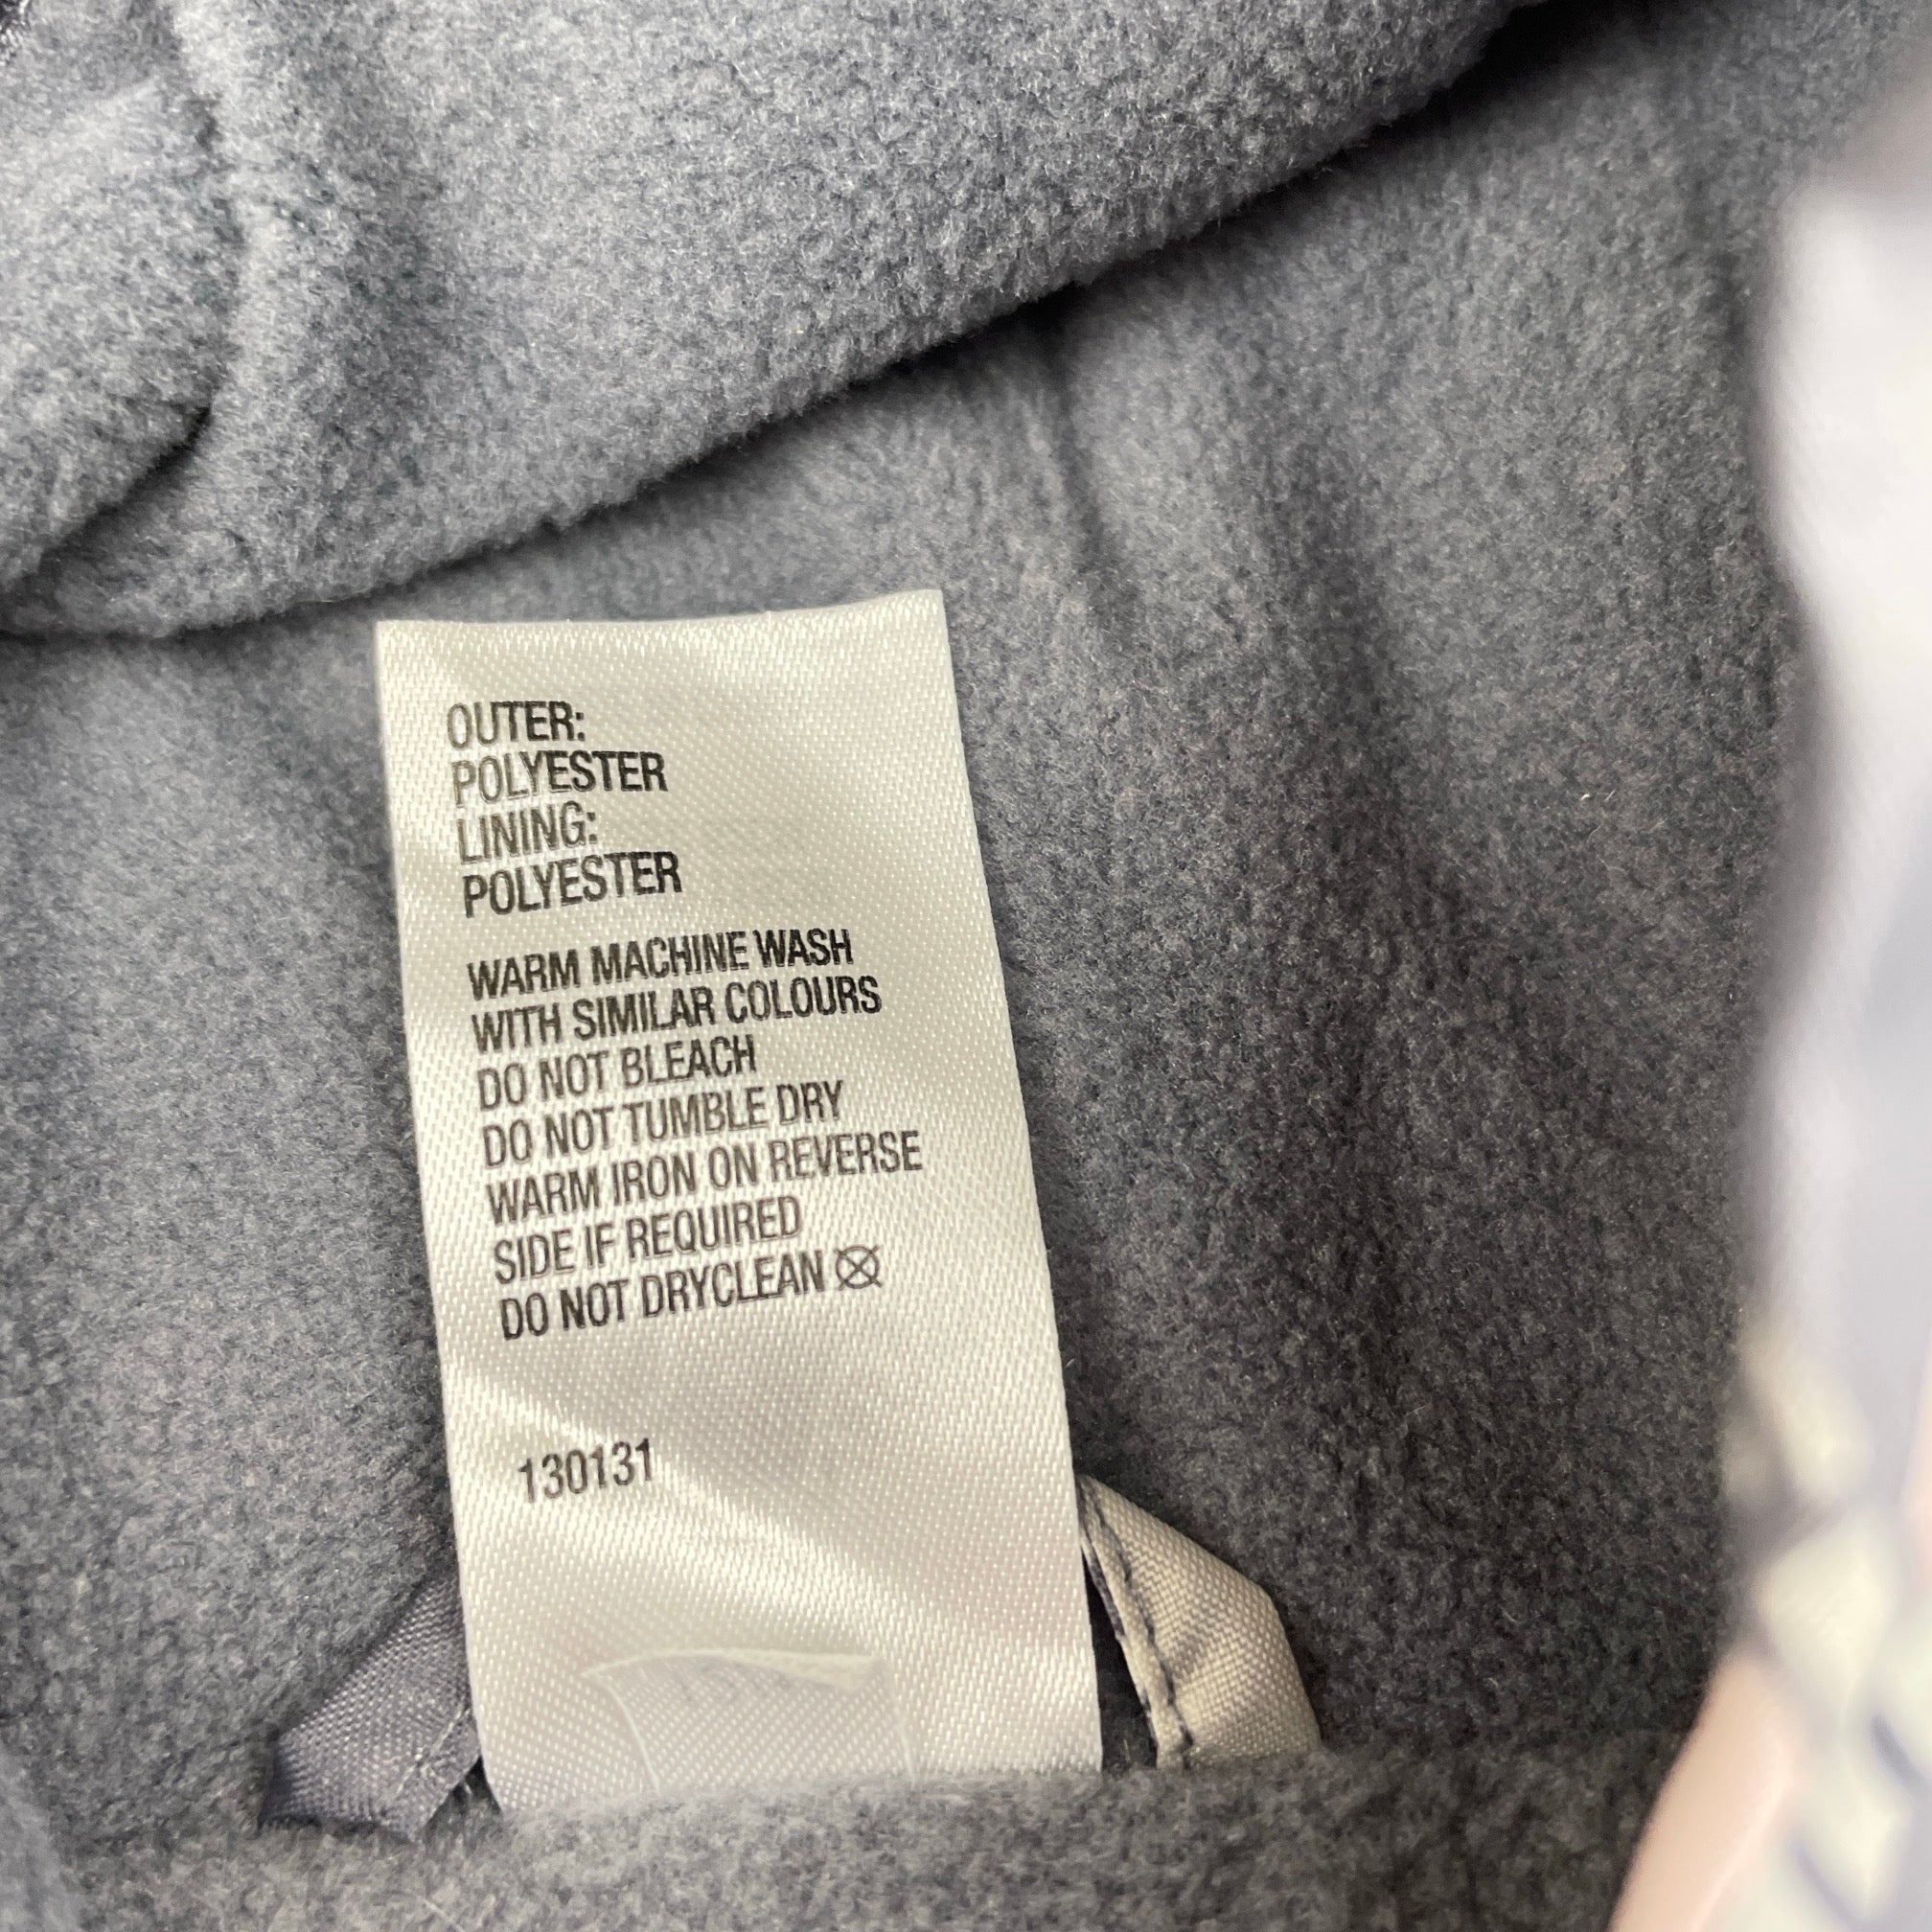 OUTER:
POLYESTER
LINING:
POLYESTER
WARM MACHINE WASH
WITH SIMILAR COLOURS
DO NOT BLEACH
DO NOT TUMBLE DRY
WARM IRON ON REVERSE
SIDE IF REQUIRED
DO NOT DRYCLEAN
130131